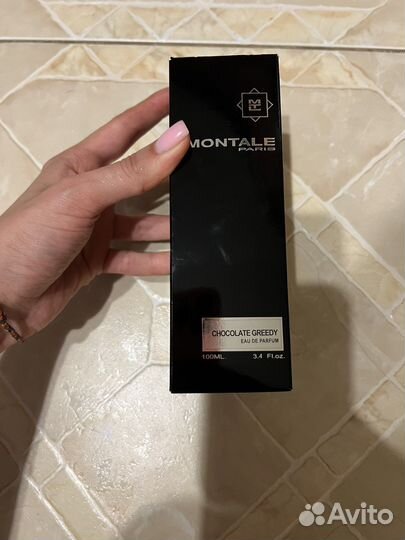 MONTALE
PARIS
CHOCOLATE GREEDY
EAU DE PARFUM
100ML. 3.4 Fl.oz.
Avito